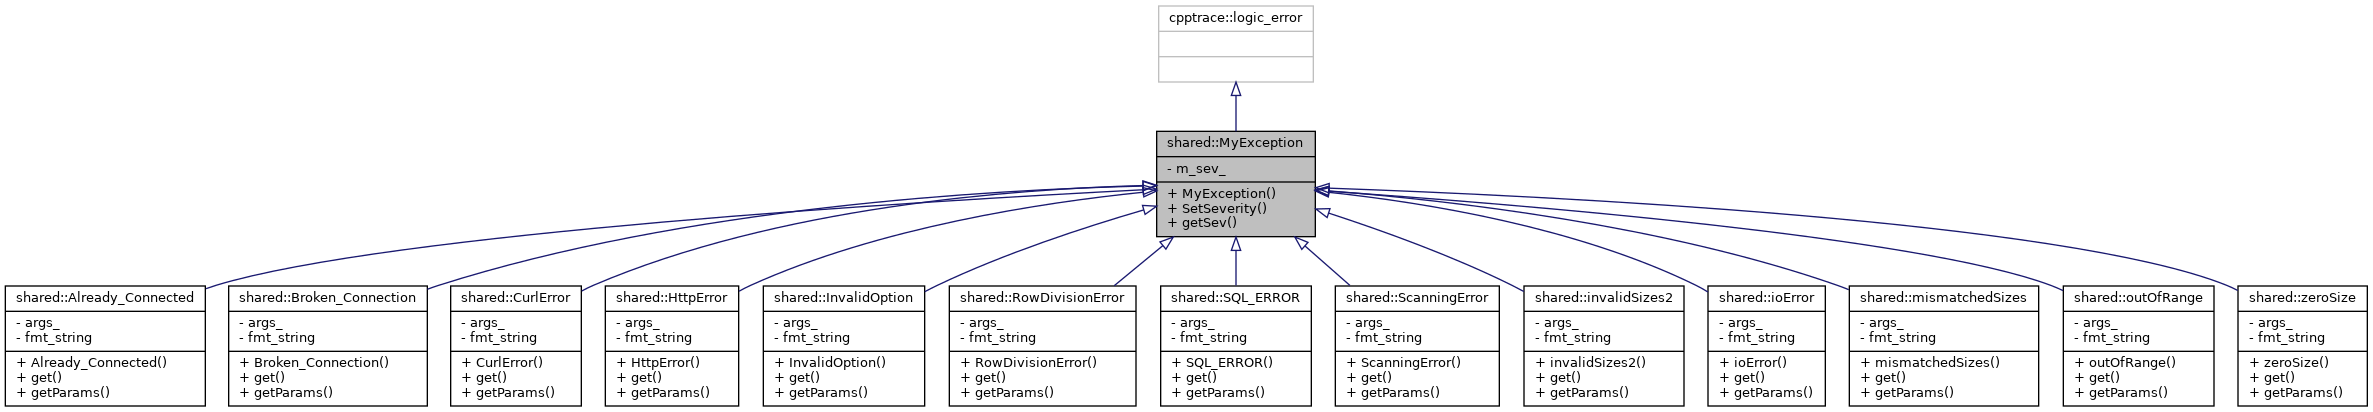 cpptrace::logic_error
shared::MyException
- m_sev_
+ MyException()
+ SetSeverity()
+ getSev()
shared::Already_Connected
- args_
- fmt_string
+ Already_Connected()
+ get()
+ getParams()
shared::Broken_Connection
- args_
- fmt_string
+ Broken_Connection()
+ get()
+ getParams()
shared::CurlError
- args_
- fmt_string
+ CurlError()
+ get()
+ getParams()
shared::HttpError
- args_
- fmt_string
+ HttpError()
+ get()
+ getParams()
shared::InvalidOption
- args_
- fmt_string
+ InvalidOption()
+ get()
+ getParams()
shared::RowDivisionError
- args_
- fmt_string
+ RowDivisionError()
+ get()
+ getParams()
shared::SQL_ERROR
- args_
- fmt_string
+ SQL_ERROR()
+ get()
+ getParams()
shared::ScanningError
- args_
- fmt_string
+ ScanningError()
+ get()
+ getParams()
shared::invalidSizes2
- args_
- fmt_string
+ invalidSizes2()
+ get()
+ getParams()
shared::ioError
- args_
- fmt_string
+ ioError()
+ get()
+ getParams()
shared::mismatchedSizes
- args_
- fmt_string
+ mismatchedSizes()
+ get()
+ getParams()
shared::outOfRange
- args_
- fmt_string
+ outOfRange()
+ get()
+ getParams()
shared::zeroSize
- args_
- fmt_string
+ zeroSize()
+ get()
+ getParams()